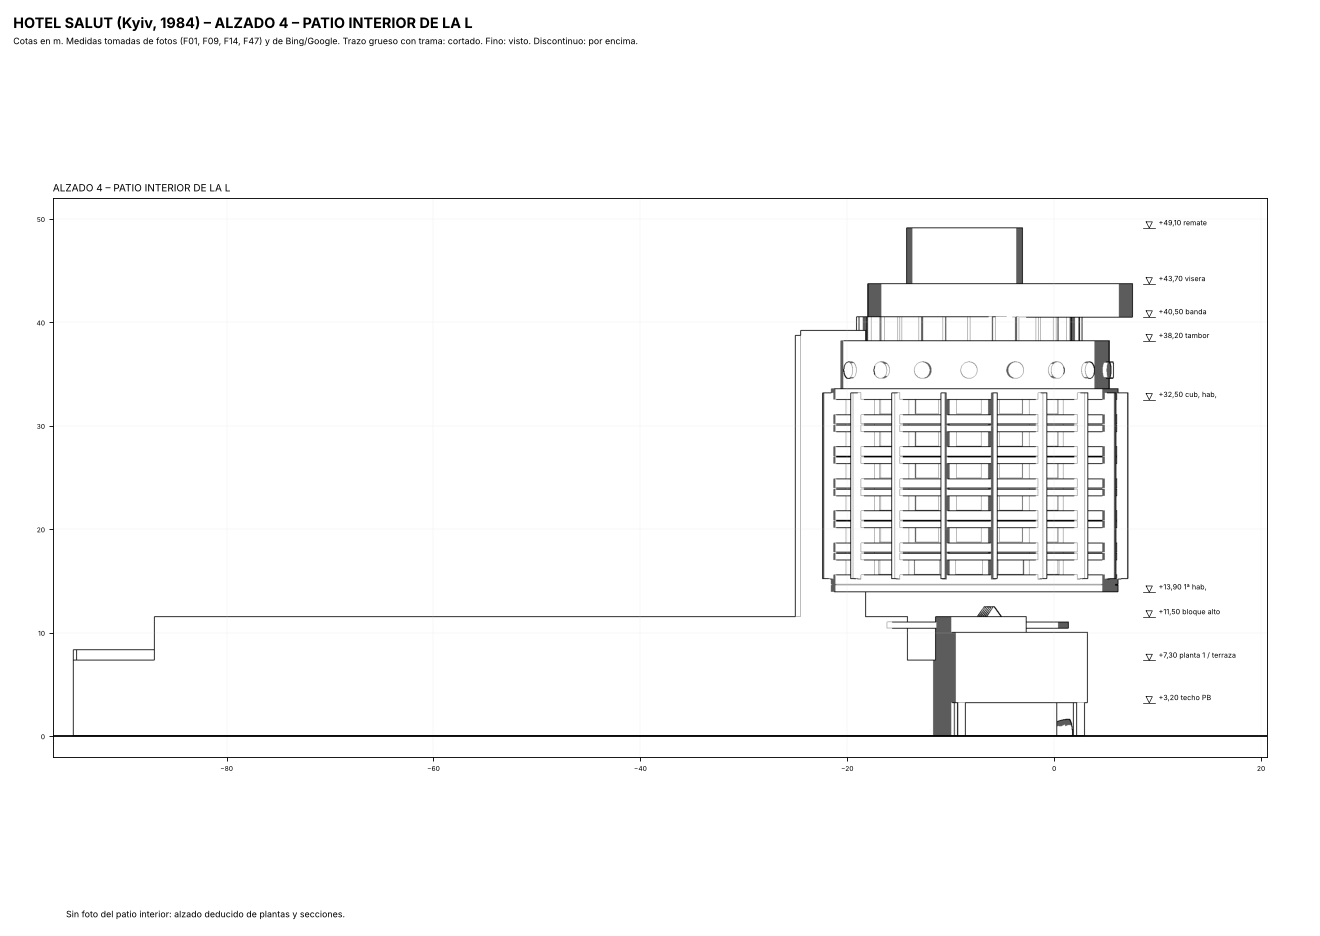 HOTEL SALUT (Kyiv, 1984) – ALZADO 4 – PATIO INTERIOR DE LA L
Cotas en m. Medidas tomadas de fotos (F01, F09, F14, F47) y de Bing/Google. Trazo grueso con trama: cortado. Fino: visto. Discontinuo: por encima.
ALZADO 4 – PATIO INTERIOR DE LA L
50
+49,10 remate
+43,70 visera
+40,50 banda
40
+38,20 tambor
+32,50 cub, hab,
30
20
+13,90 1ª hab,
+11,50 bloque alto
10
+7,30 planta 1 / terraza
+3,20 techo PB
0
−80 −60 −40 −20 0 20
Sin foto del patio interior: alzado deducido de plantas y secciones.